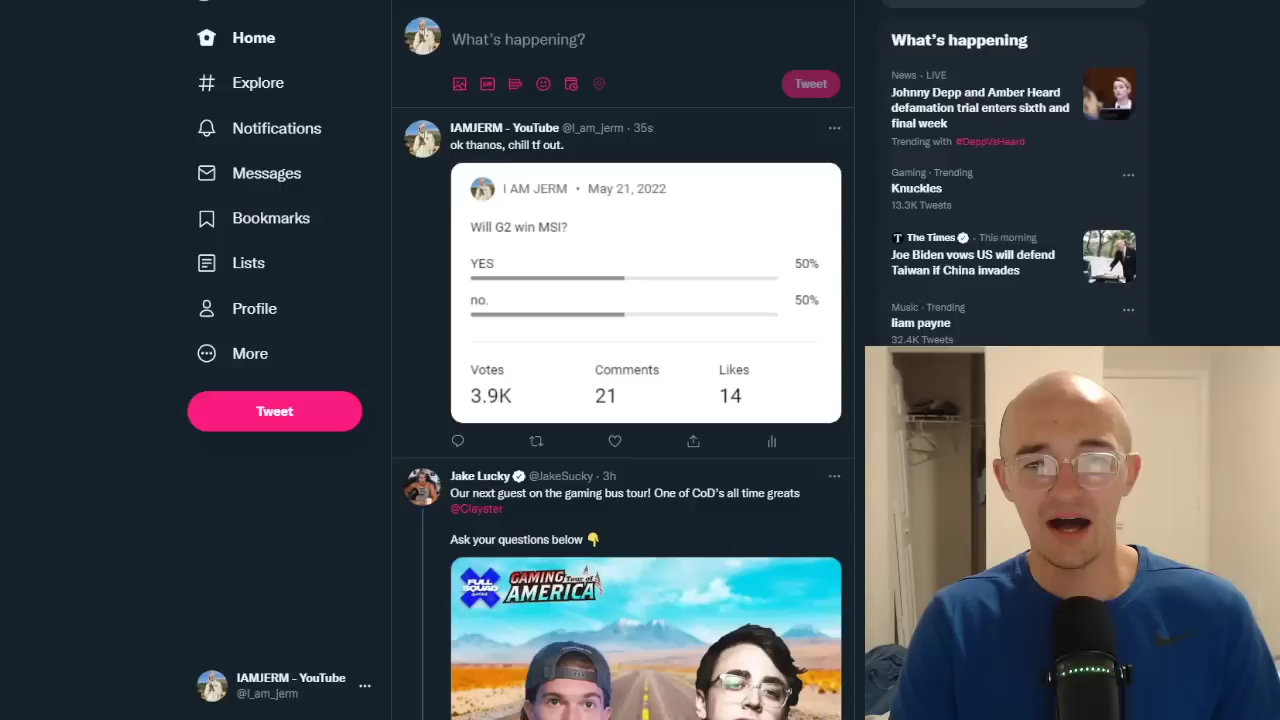 Home
Explore
Notifications
Messages
Bookmarks
Lists
Profile
More
Tweet
IAMJERM - YouTube
@I_am_jerm
What's happening?
Tweet
IAMJERM - YouTube @I_am_jerm · 35s
ok thanos, chill tf out.
I AM JERM • May 21, 2022
Will G2 win MSI?
YES 50%
no. 50%
Votes Comments Likes
3.9K 21 14
Jake Lucky @JakeSucky · 3h
Our next guest on the gaming bus tour! One of CoD's all time greats
@Clayster
Ask your questions below 👇
FULL
SQUAD
GAMING
GAMING Tour of
AMERICA
What's happening
News · LIVE
Johnny Depp and Amber Heard
defamation trial enters sixth and
final week
Trending with #DeppVsHeard
Gaming · Trending
Knuckles
13.3K Tweets
The Times · This morning
Joe Biden vows US will defend
Taiwan if China invades
Music · Trending
liam payne
32.4K Tweets